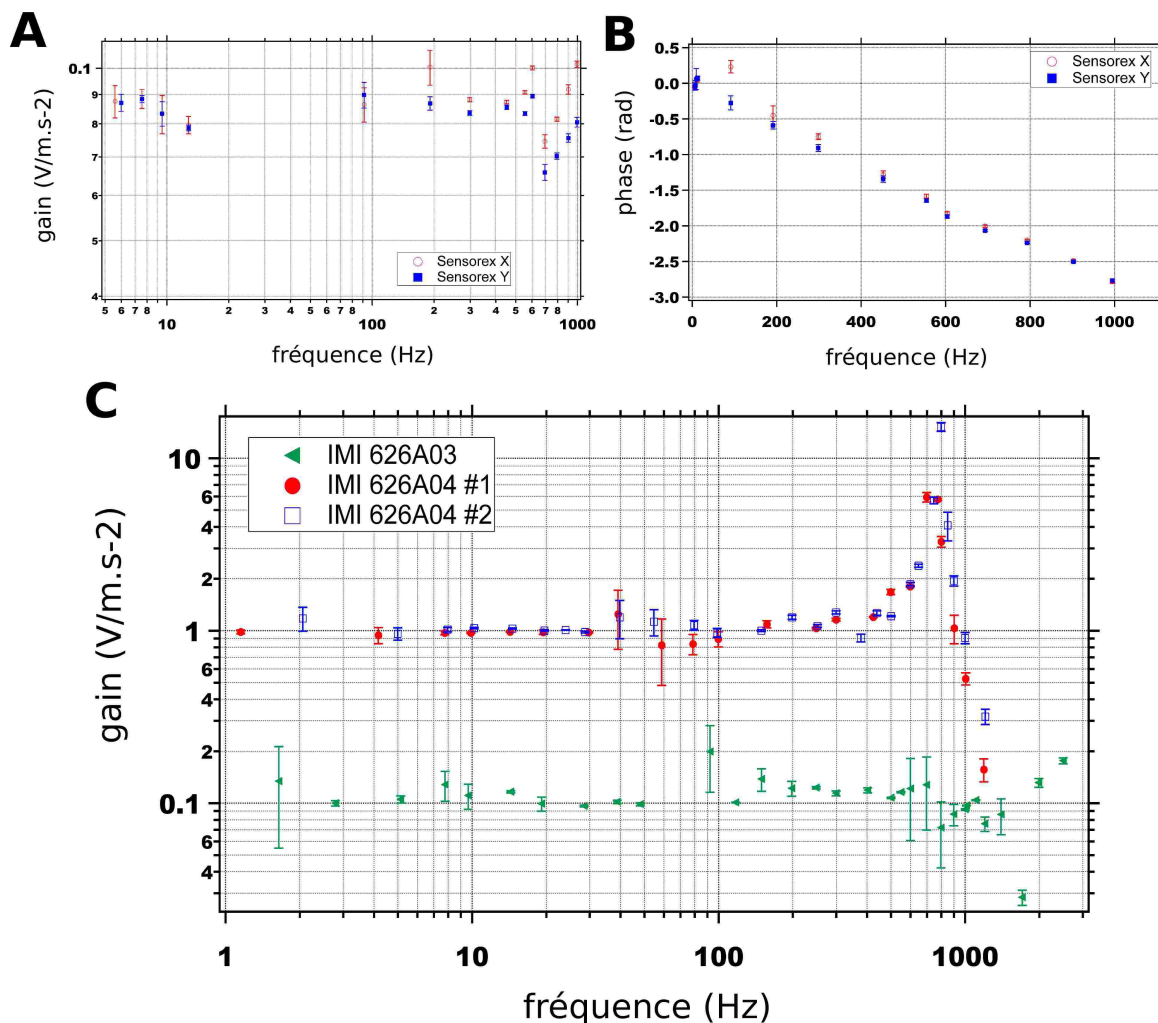 A
gain (V/m.s-2)
0.1
9
8
7
6
5
4
Sensorex X
Sensorex Y
5 6 7 8 10 2 3 4 5 6 7 8 100 2 3 4 5 6 7 8 1000
fréquence (Hz)
B
phase (rad)
0.5
0.0
-0.5
-1.0
-1.5
-2.0
-2.5
-3.0
Sensorex X
Sensorex Y
0 200 400 600 800 1000
fréquence (Hz)
C
gain (V/m.s-2)
10
6
4
2
1
6
4
2
0.1
6
4
IMI 626A03
IMI 626A04 #1
IMI 626A04 #2
1 10 100 1000
fréquence (Hz)